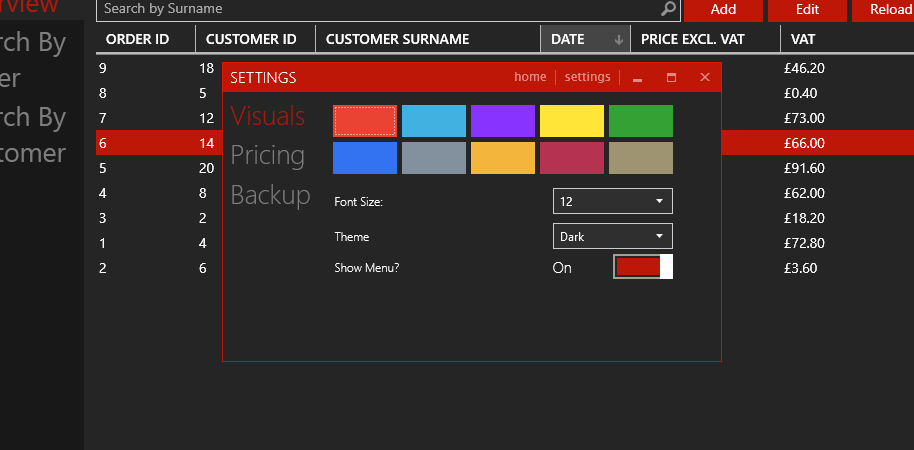 rview
Search by Surname
Add
Edit
Reload
rch By
er
rch By
tomer
ORDER ID CUSTOMER ID CUSTOMER SURNAME DATE PRICE EXCL. VAT VAT
9 18 £46.20
8 5 £0.40
7 12 £73.00
6 14 £66.00
5 20 £91.60
4 8 £62.00
3 2 £18.20
1 4 £72.80
2 6 £3.60
SETTINGS
home
settings
Visuals
Pricing
Backup
Font Size: 12
Theme Dark
Show Menu? On